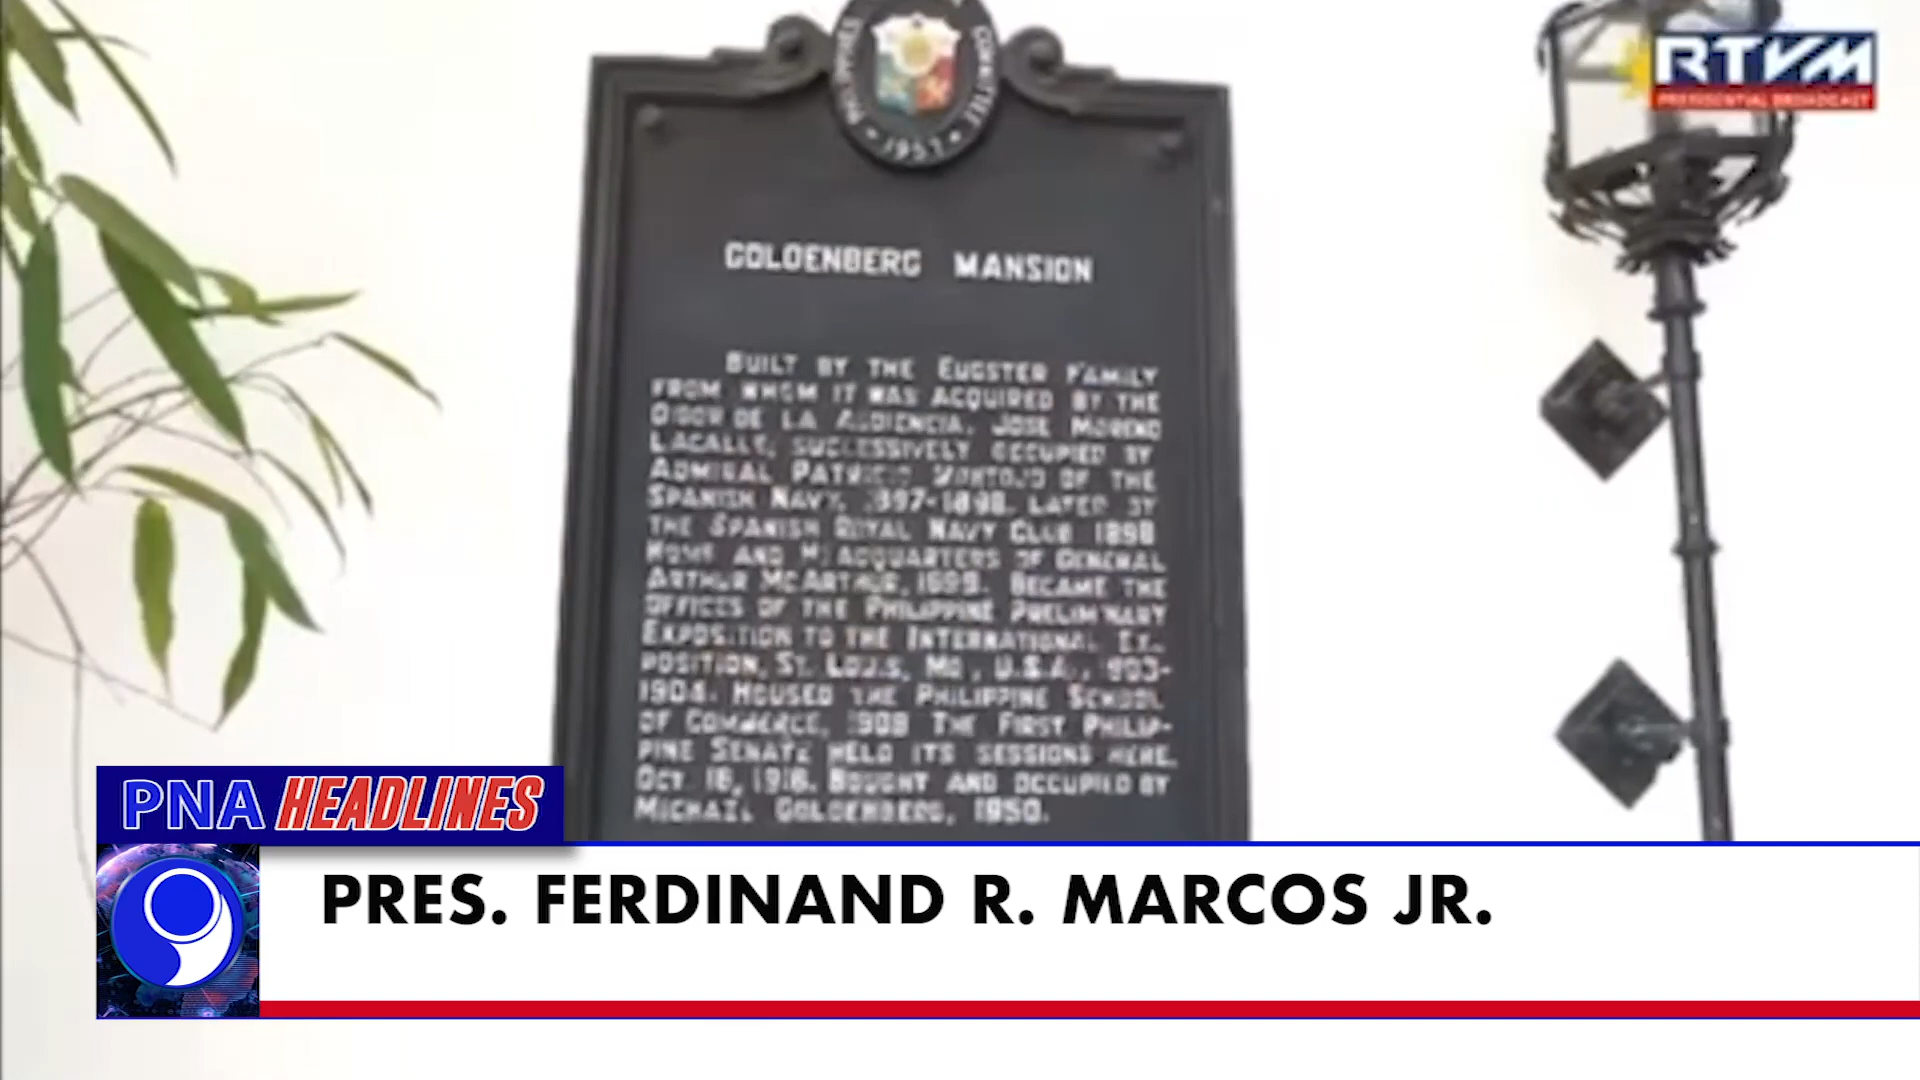 RTVM
PRESIDENTIAL BROADCAST
1957
GOLDENBERG MANSION
BUILT BY THE EUGSTER FAMILY
FROM WHOM IT WAS ACQUIRED BY THE
OIDOR DE LA AUDIENCIA, JOSE MORENO
LACALLE, SUCCESSIVELY OCCUPIED BY
ADMIRAL PATRICIO MONTOJO OF THE
SPANISH NAVY, 1897-1898. LATER BY
THE SPANISH ROYAL NAVY CLUB 1898
HOME AND HEADQUARTERS OF GENERAL
ARTHUR MCARTHUR, 1899. BECAME THE
OFFICES OF THE PHILIPPINE PRELIMINARY
EXPOSITION TO THE INTERNATIONAL EX-
POSITION, ST. LOUIS, MO., U.S.A., 1903-
1904. HOUSED THE PHILIPPINE SCHOOL
OF COMMERCE, 1908 THE FIRST PHILIP-
PINE SENATE HELD ITS SESSIONS HERE,
OCT. 16, 1916. BOUGHT AND OCCUPIED BY
MICHAEL GOLDENBERG, 1950.
PNA HEADLINES
PRES. FERDINAND R. MARCOS JR.